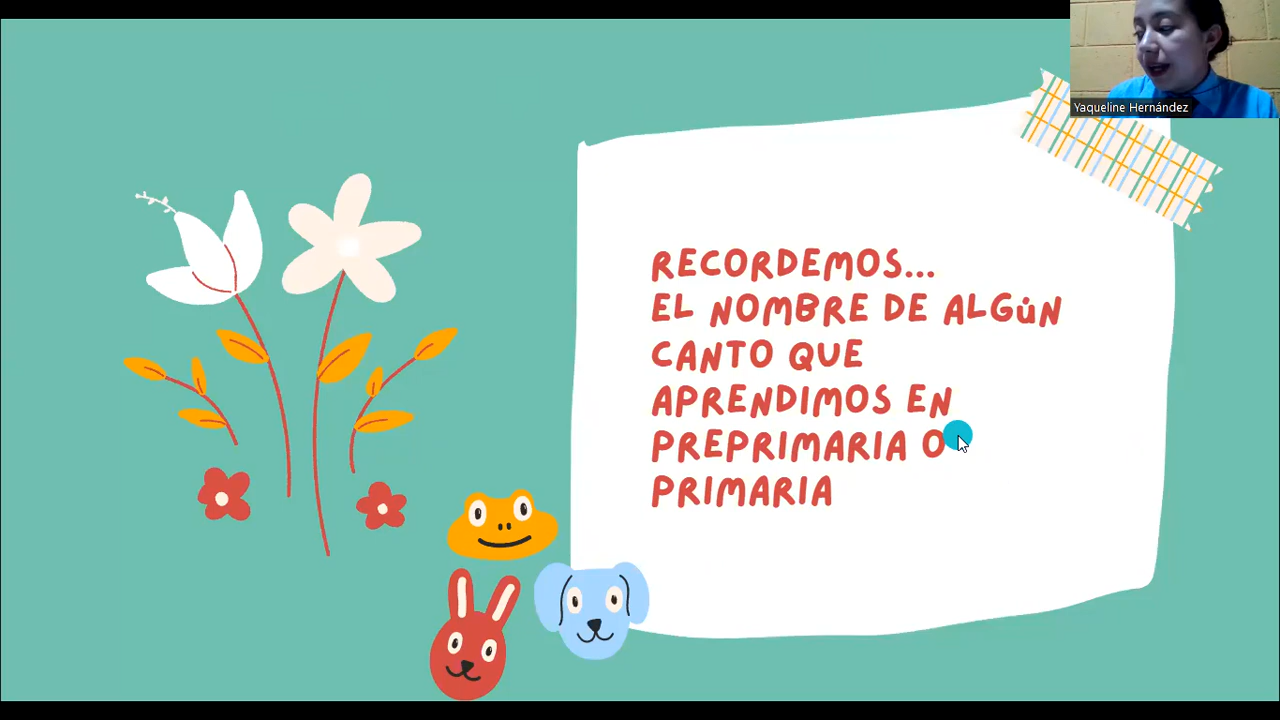 Yaqueline Hernández
RECORDEMOS...
EL NOMBRE DE ALGÚN
CANTO QUE
APRENDIMOS EN
PREPRIMARIA O
PRIMARIA